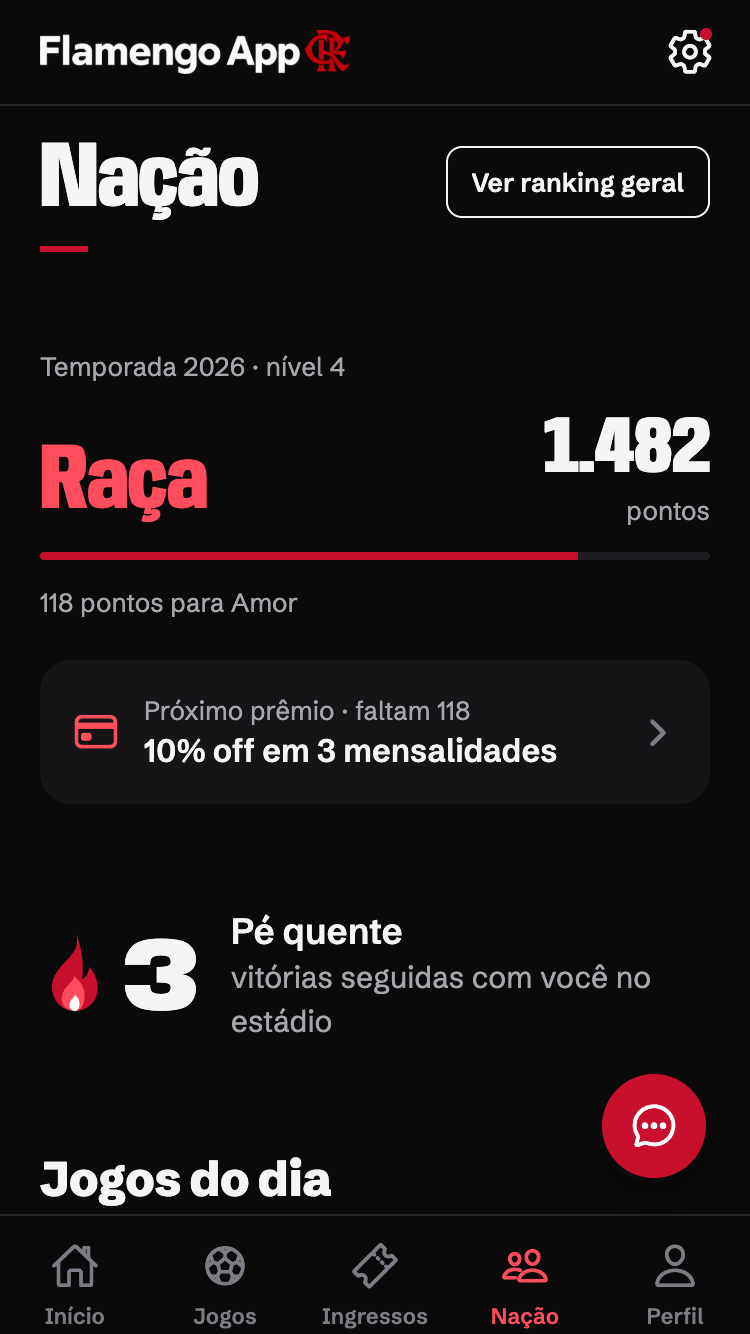 Flamengo App
Nação
Ver ranking geral
Temporada 2026 · nível 4
Raça
1.482
pontos
118 pontos para Amor
Próximo prêmio · faltam 118
10% off em 3 mensalidades
3
Pé quente
vitórias seguidas com você no
estádio
Jogos do dia
Início
Jogos
Ingressos
Nação
Perfil